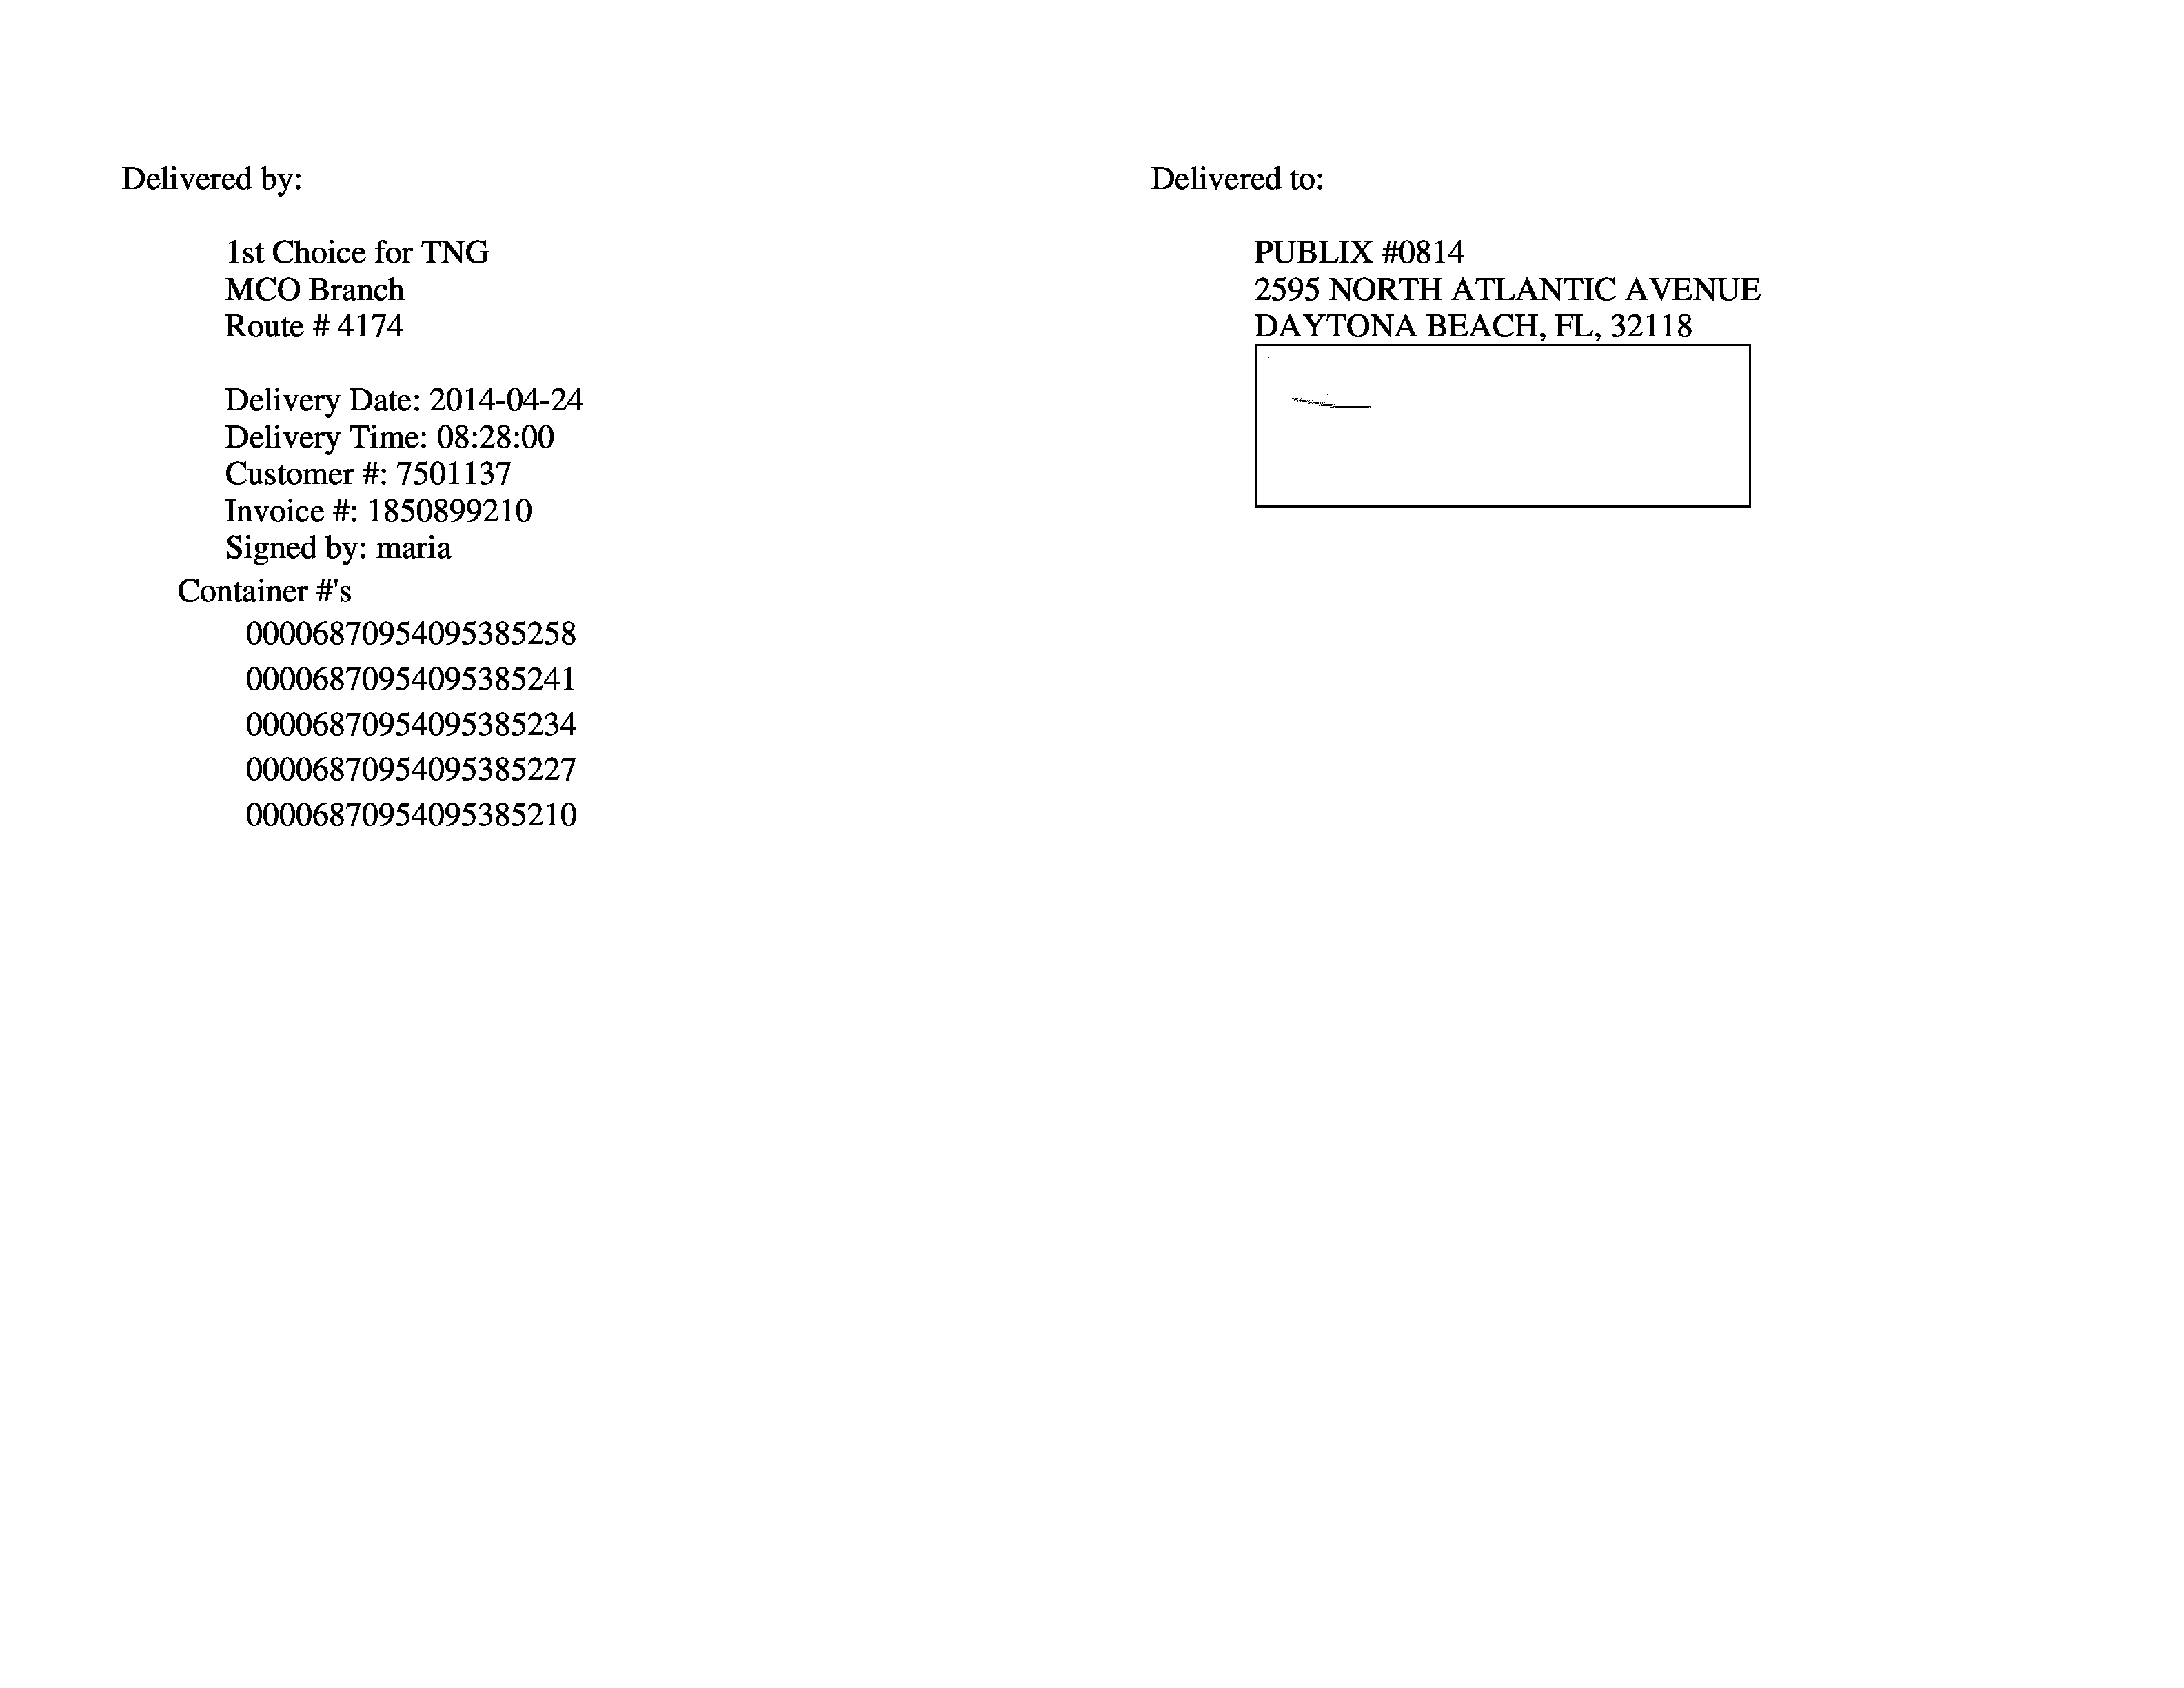 Delivered by:
1st Choice for TNG
MCO Branch
Route # 4174
Delivery Date: 2014-04-24
Delivery Time: 08:28:00
Customer #: 7501137
Invoice #: 1850899210
Signed by: maria
Container #'s
00006870954095385258
00006870954095385241
00006870954095385234
00006870954095385227
00006870954095385210
Delivered to:
PUBLIX #0814
2595 NORTH ATLANTIC AVENUE
DAYTONA BEACH, FL, 32118